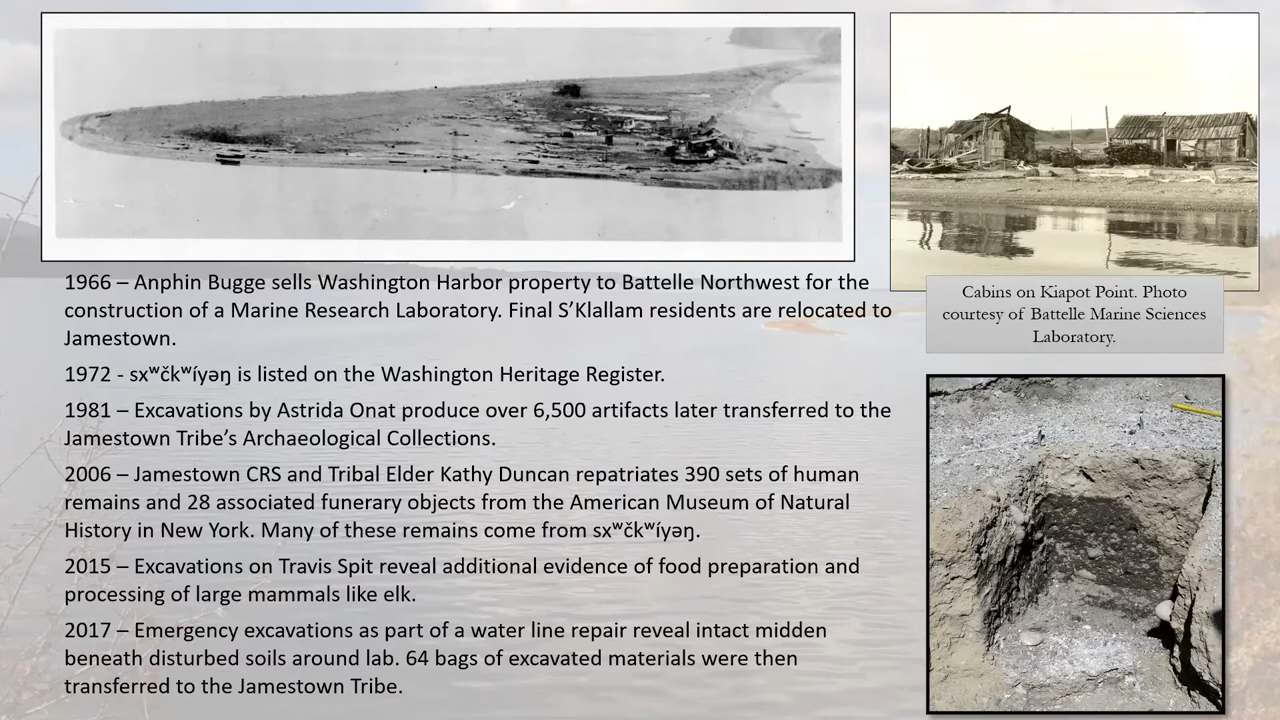 1966 – Anphin Bugge sells Washington Harbor property to Battelle Northwest for the
construction of a Marine Research Laboratory. Final S’Klallam residents are relocated to
Jamestown.
1972 - sxʷčkʷíyəŋ is listed on the Washington Heritage Register.
1981 – Excavations by Astrida Onat produce over 6,500 artifacts later transferred to the
Jamestown Tribe’s Archaeological Collections.
2006 – Jamestown CRS and Tribal Elder Kathy Duncan repatriates 390 sets of human
remains and 28 associated funerary objects from the American Museum of Natural
History in New York. Many of these remains come from sxʷčkʷíyəŋ.
2015 – Excavations on Travis Spit reveal additional evidence of food preparation and
processing of large mammals like elk.
2017 – Emergency excavations as part of a water line repair reveal intact midden
beneath disturbed soils around lab. 64 bags of excavated materials were then
transferred to the Jamestown Tribe.
Cabins on Kiapot Point. Photo
courtesy of Battelle Marine Sciences
Laboratory.